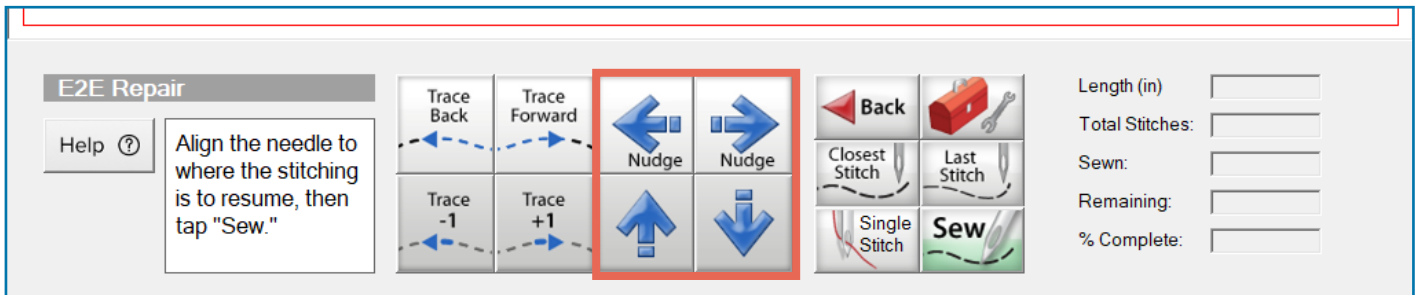 E2E Repair
Help ?
Align the needle to
where the stitching
is to resume, then
tap "Sew."
Trace
Back
Trace
Forward
Nudge
Nudge
Trace
-1
Trace
+1
Back
Closest
Stitch
Last
Stitch
Single
Stitch
Sew
Length (in)
Total Stitches:
Sewn:
Remaining:
% Complete: